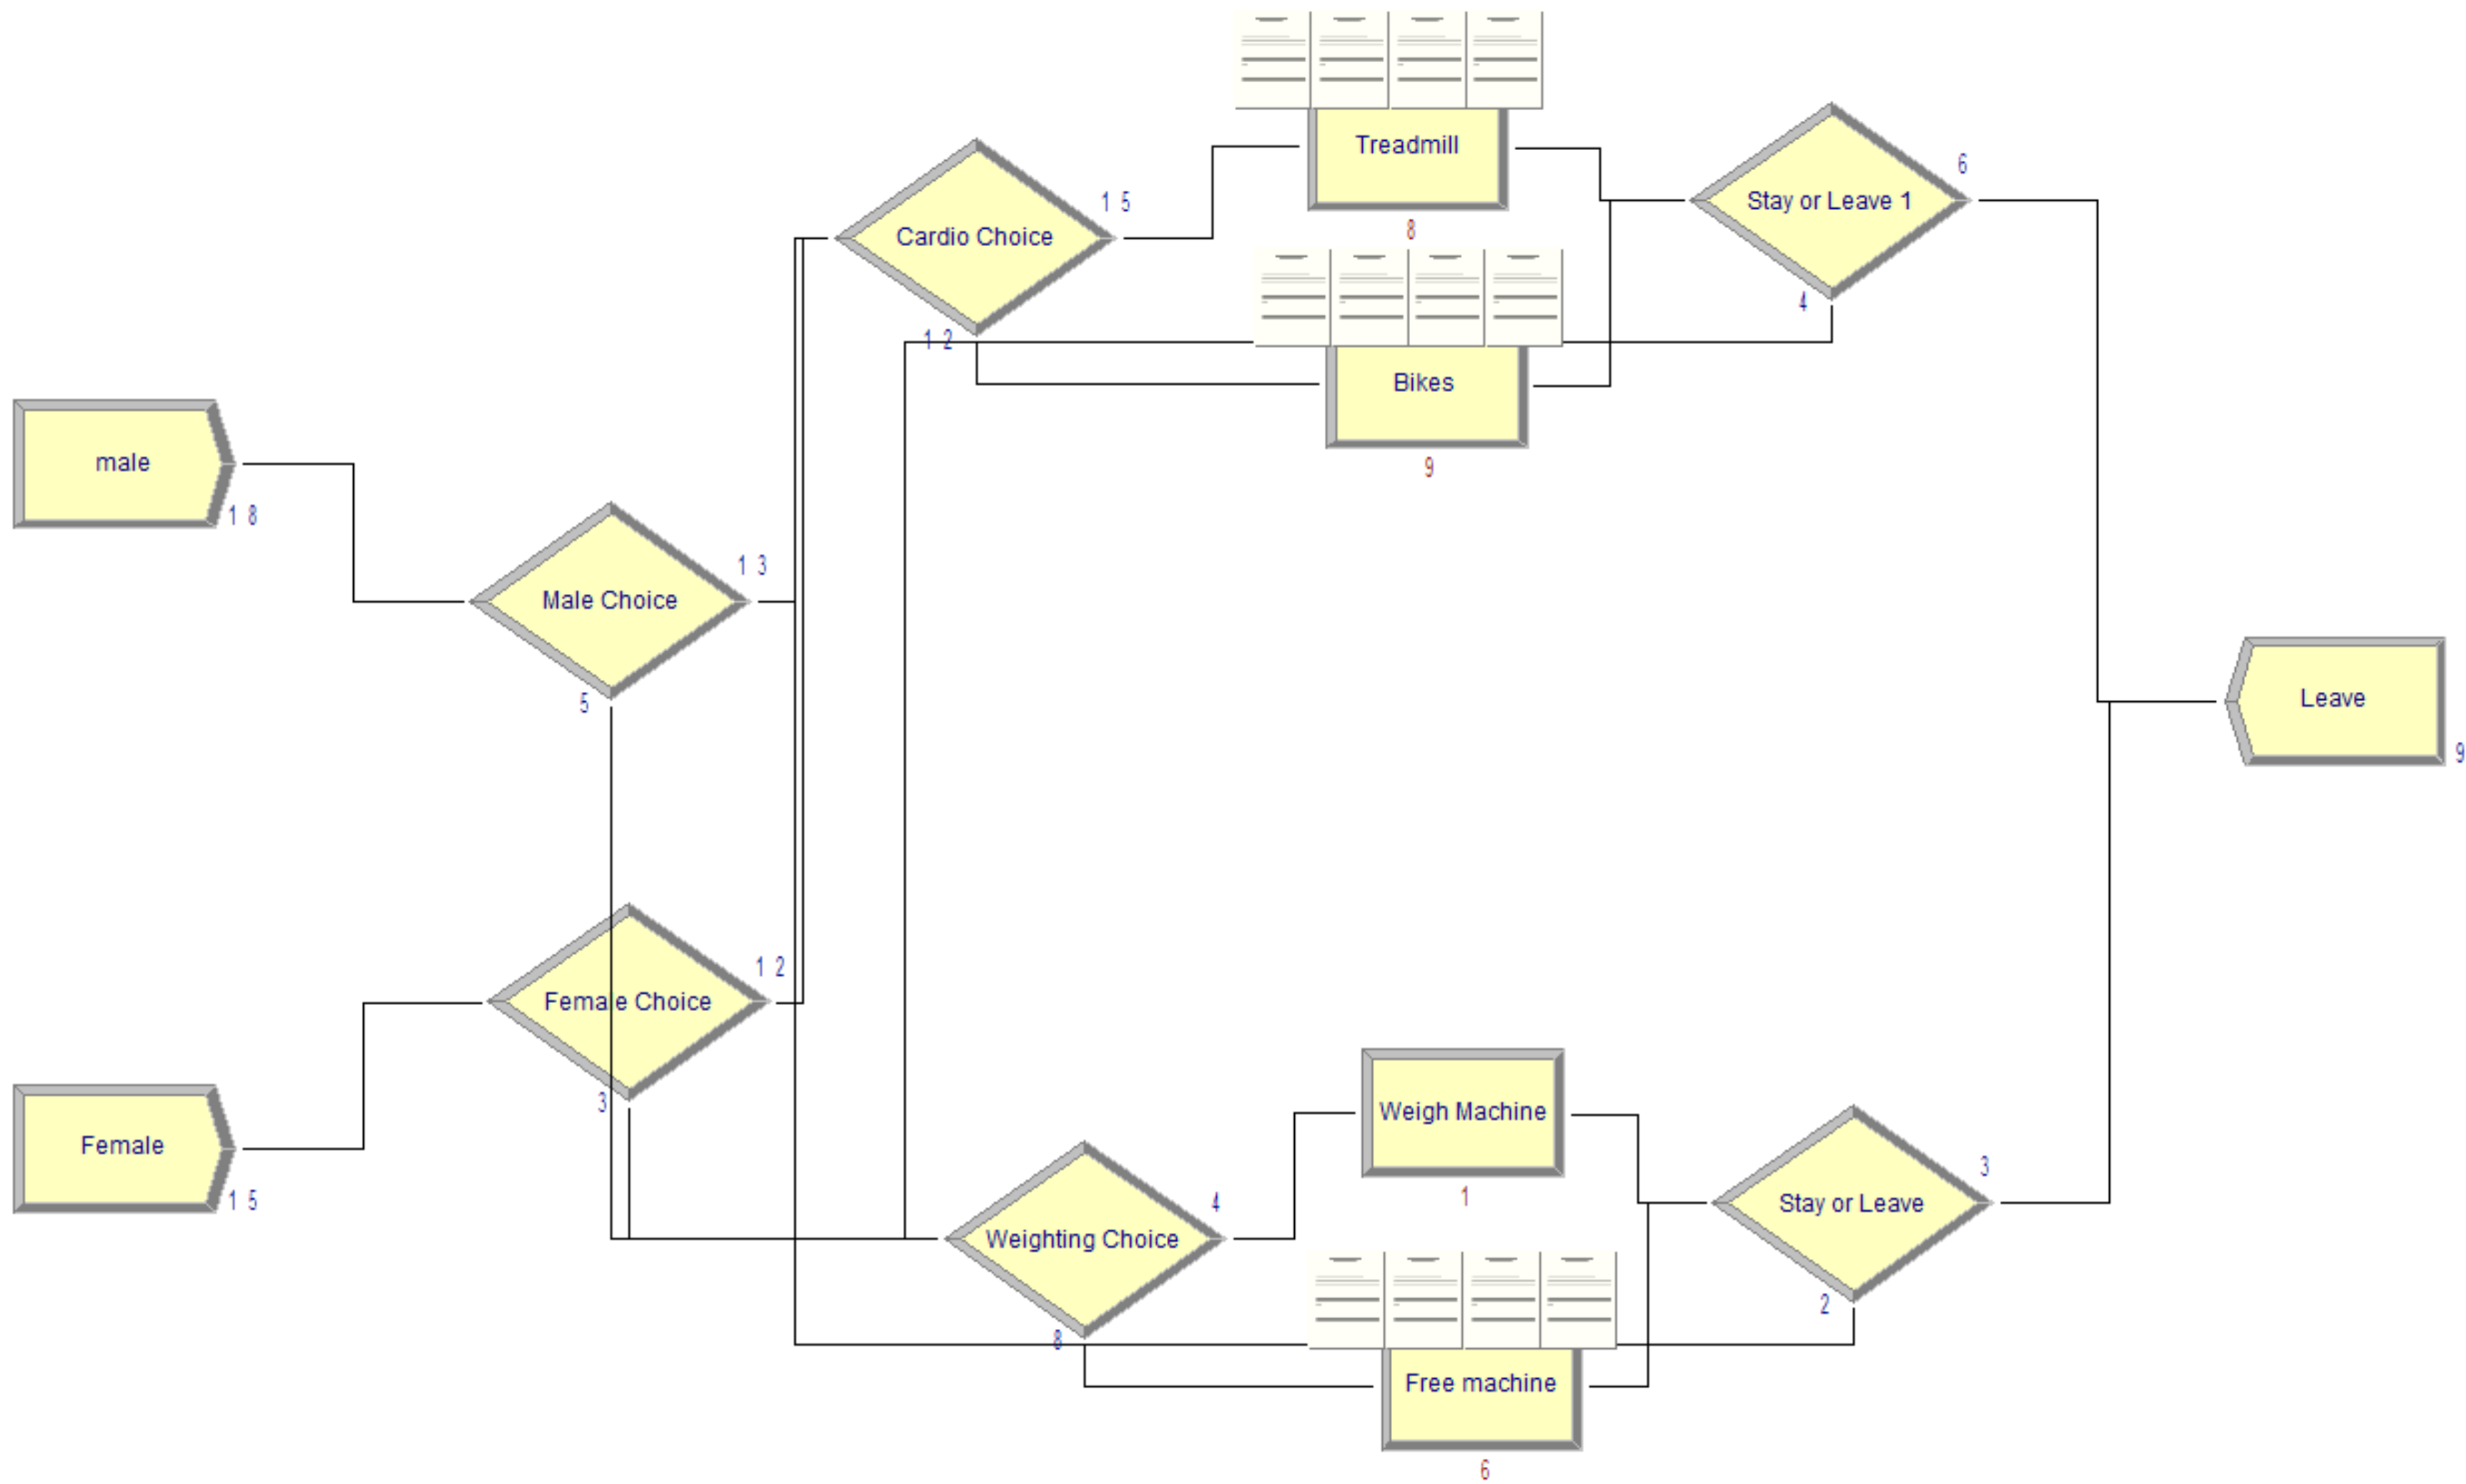 Treadmill
8
Stay or Leave 1
6
4
Cardio Choice
1 5
1 2
Bikes
9
male
1 8
Male Choice
1 3
5
Leave
9
Female Choice
1 2
3
Female
1 5
Weigh Machine
1
Weighting Choice
4
8
Stay or Leave
3
2
Free machine
6